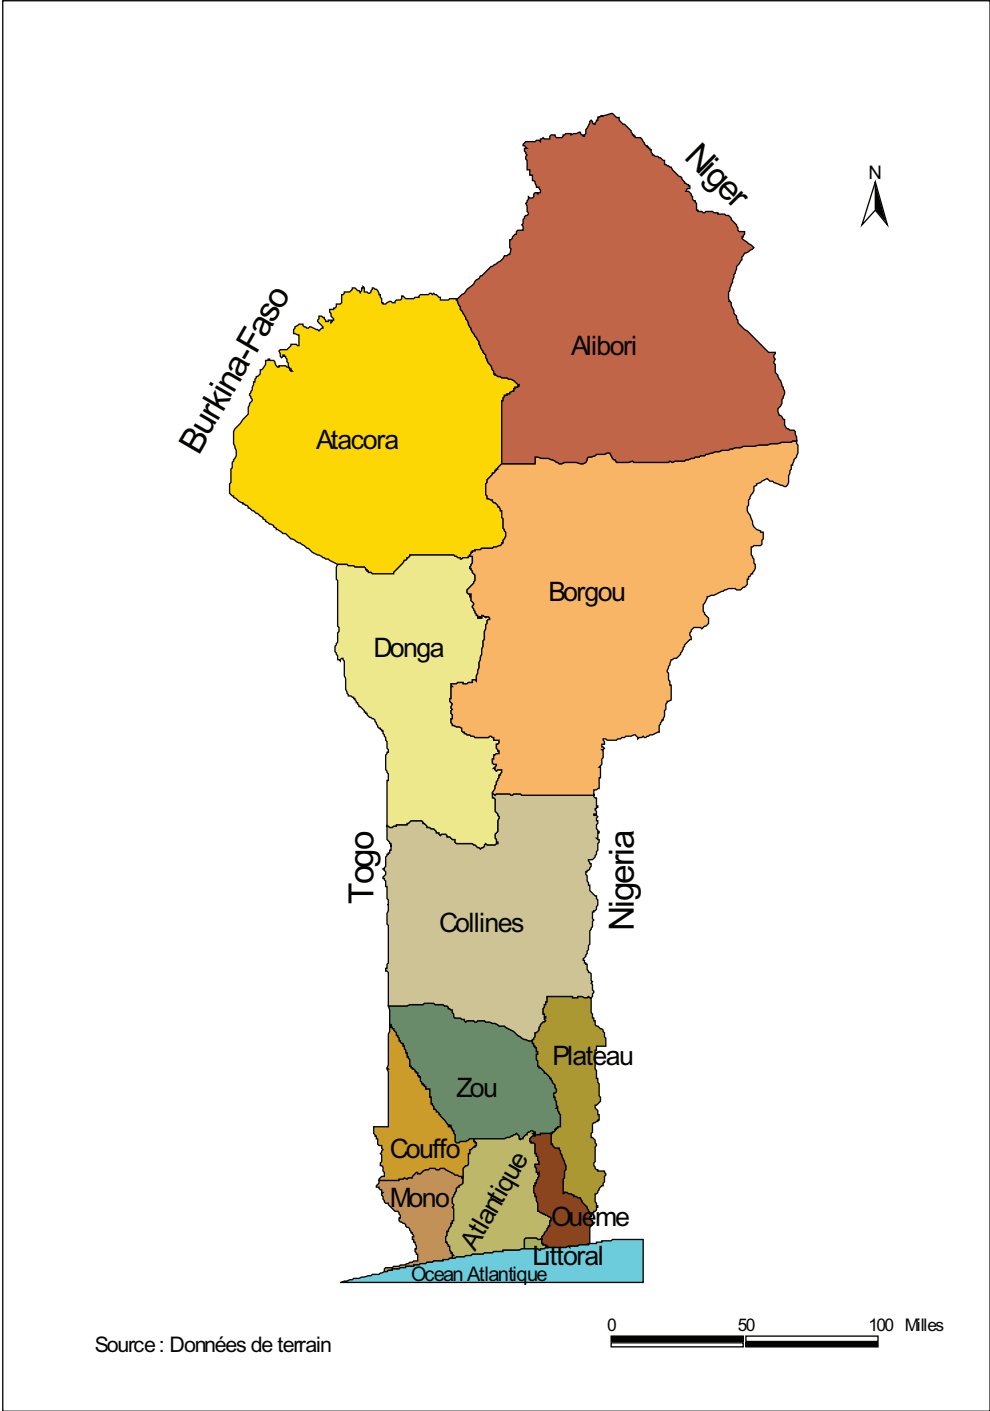 Niger
N
Burkina-Faso
Alibori
Atacora
Borgou
Donga
Togo
Nigeria
Collines
Plateau
Zou
Couffo
Atlantique
Mono
Oueme
Littoral
Ocean Atlantique
0 50 100 Milles
Source : Données de terrain